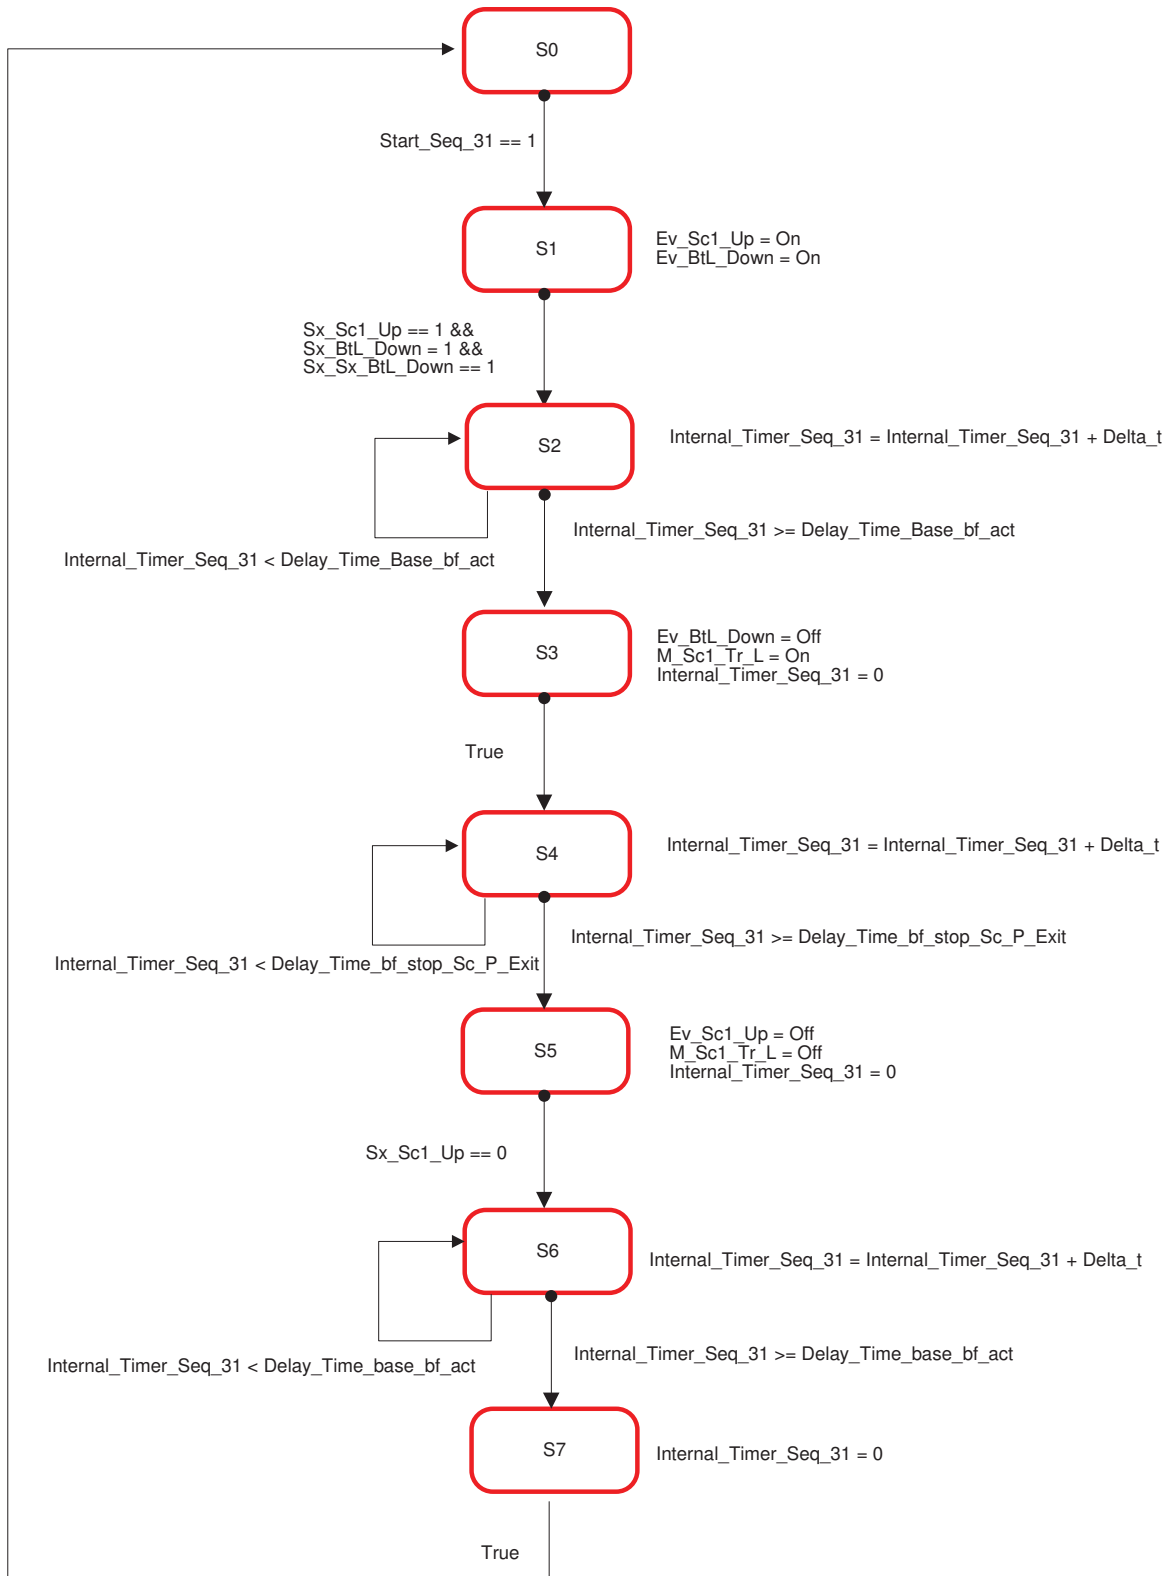 S0
Start_Seq_31 == 1
S1
Ev_Sc1_Up = On
Ev_BtL_Down = On
Sx_Sc1_Up == 1 &&
Sx_BtL_Down = 1 &&
Sx_Sx_BtL_Down == 1
S2
Internal_Timer_Seq_31 = Internal_Timer_Seq_31 + Delta_t
Internal_Timer_Seq_31 >= Delay_Time_Base_bf_act
Internal_Timer_Seq_31 < Delay_Time_Base_bf_act
S3
Ev_BtL_Down = Off
M_Sc1_Tr_L = On
Internal_Timer_Seq_31 = 0
True
S4
Internal_Timer_Seq_31 = Internal_Timer_Seq_31 + Delta_t
Internal_Timer_Seq_31 >= Delay_Time_bf_stop_Sc_P_Exit
Internal_Timer_Seq_31 < Delay_Time_bf_stop_Sc_P_Exit
S5
Ev_Sc1_Up = Off
M_Sc1_Tr_L = Off
Internal_Timer_Seq_31 = 0
Sx_Sc1_Up == 0
S6
Internal_Timer_Seq_31 = Internal_Timer_Seq_31 + Delta_t
Internal_Timer_Seq_31 >= Delay_Time_base_bf_act
Internal_Timer_Seq_31 < Delay_Time_base_bf_act
S7
Internal_Timer_Seq_31 = 0
True